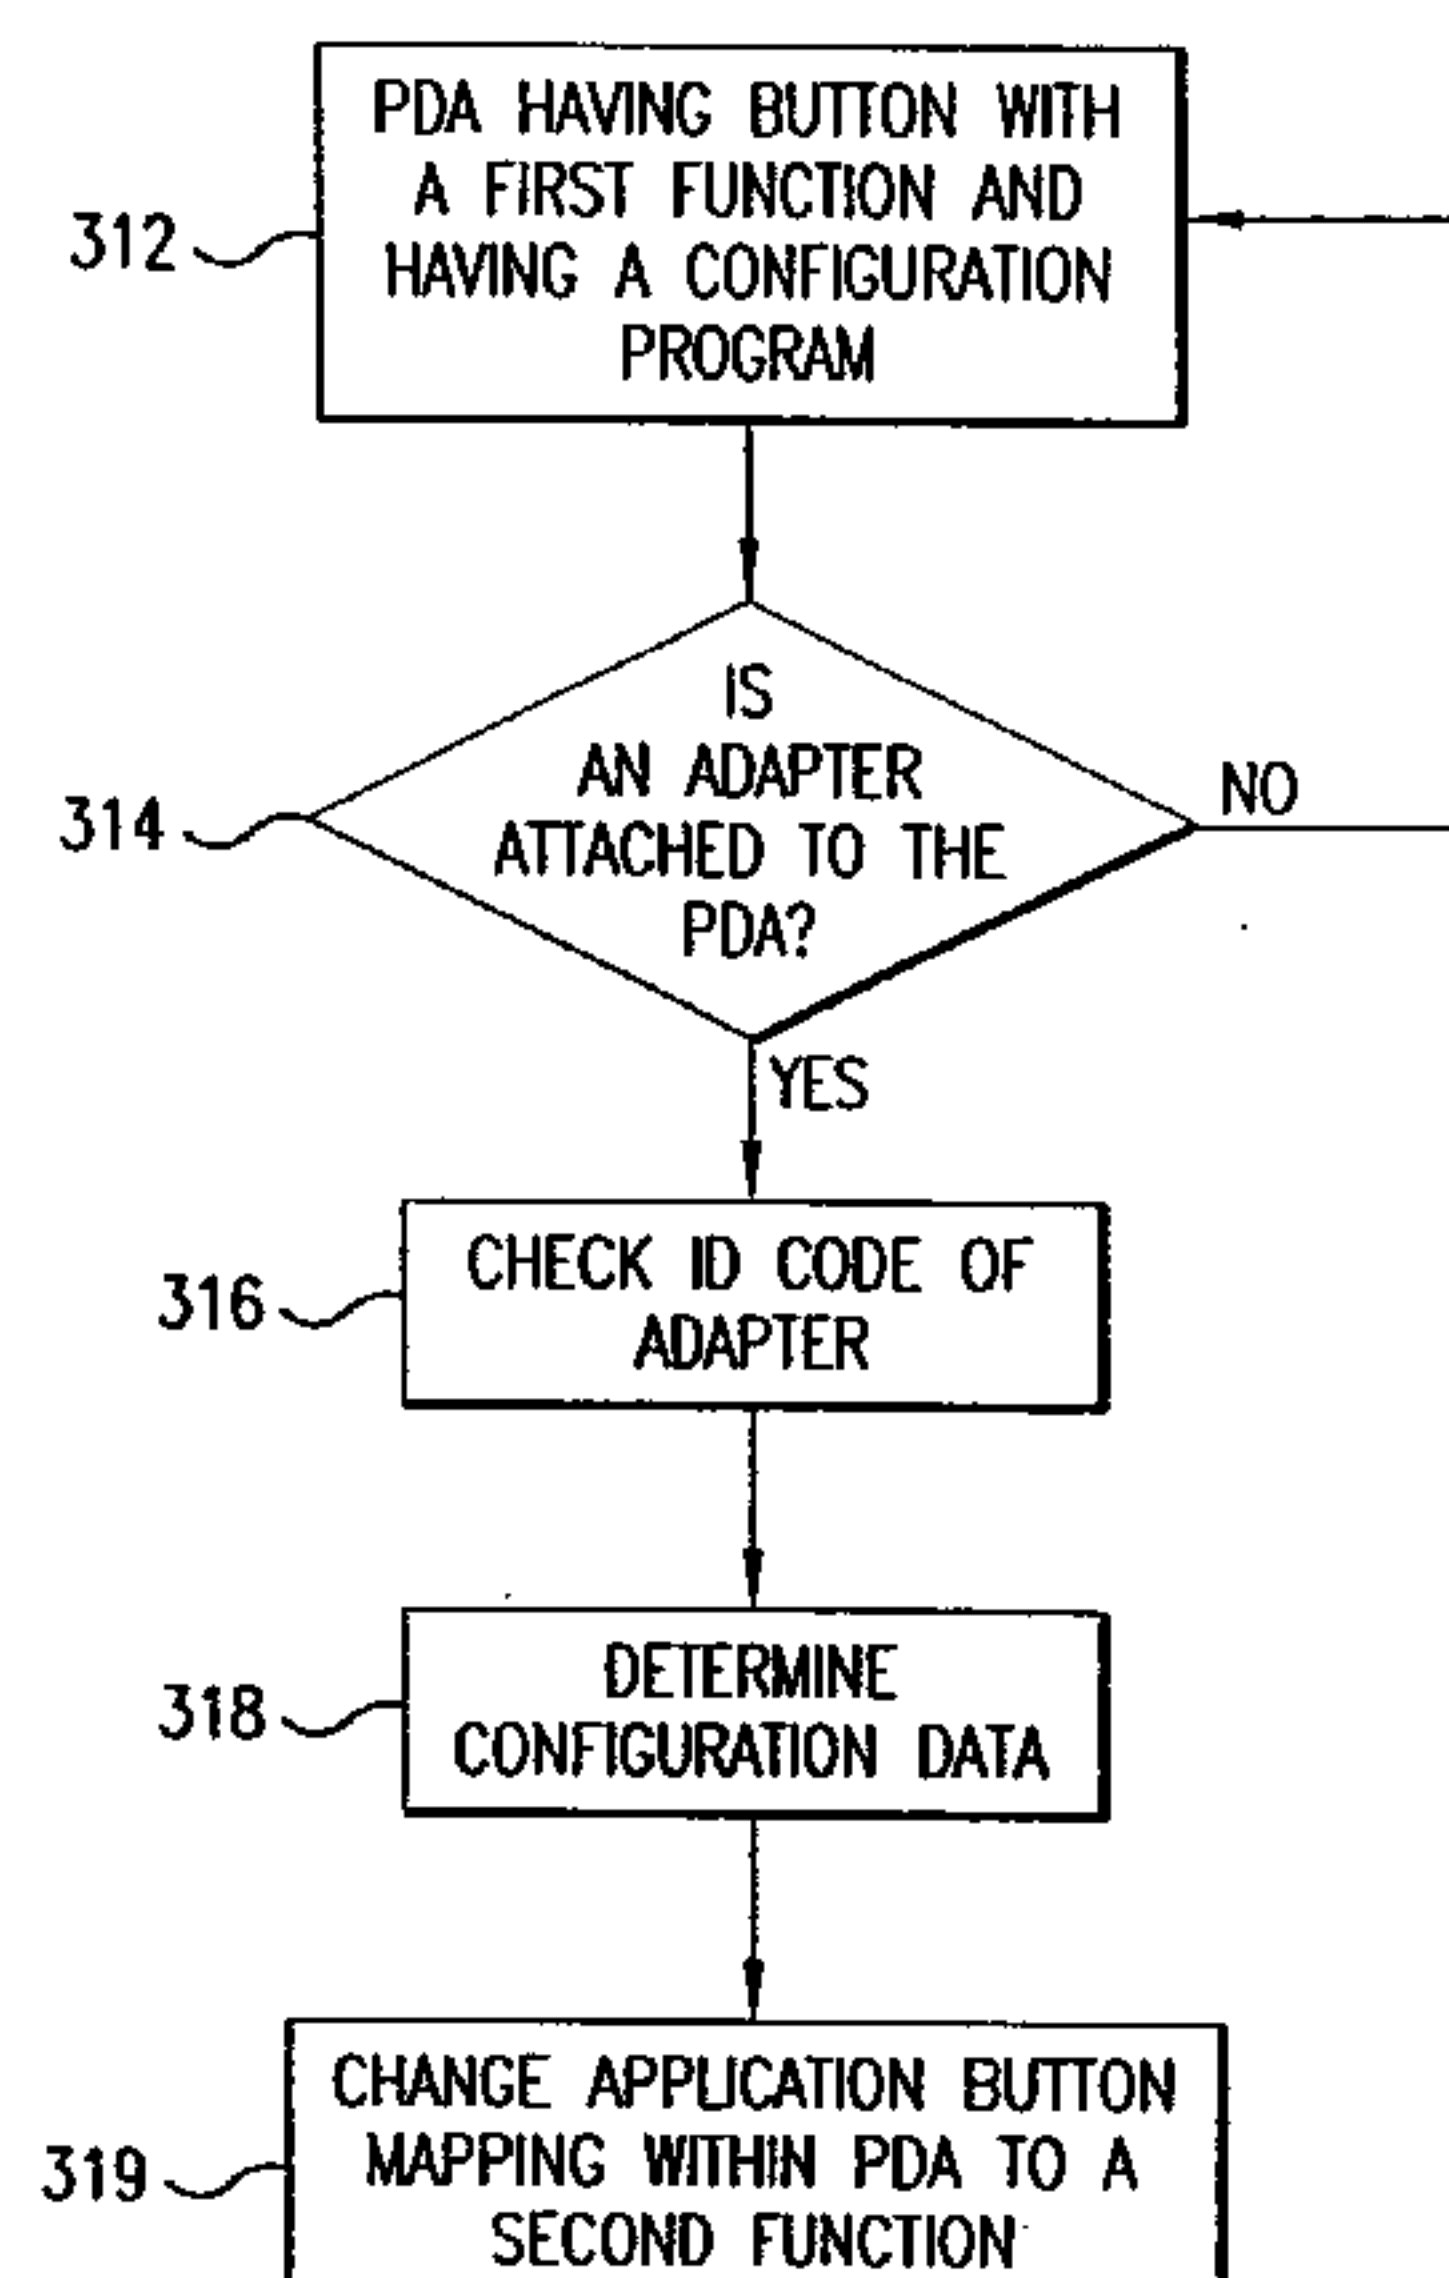 PDA HAVING BUTTON WITH
A FIRST FUNCTION AND
312
HAVING A CONFIGURATION
PROGRAM
IS
AN ADAPTER
NO
314
ATTACHED TO THE
PDA?
YES
CHECK ID CODE OF
316
ADAPTER
DETERMINE
318
CONFIGURATION DATA
CHANGE APPLICATION BUTTON
319
MAPPING WITHIN PDA TO A
SECOND FUNCTION